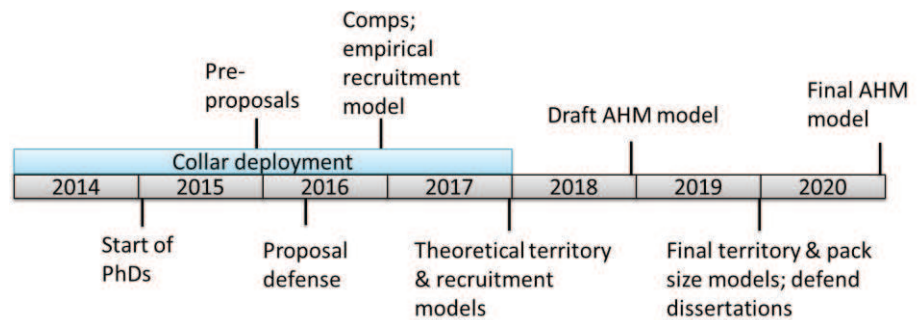 Comps;
empirical
recruitment
model
Pre-
proposals
Final AHM
model
Draft AHM model
Collar deployment
2014 2015 2016 2017 2018 2019 2020
Start of
PhDs
Proposal
defense
Theoretical territory
& recruitment
models
Final territory & pack
size models; defend
dissertations